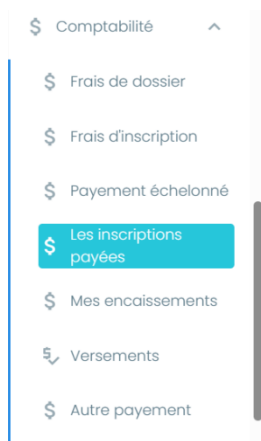 Comptabilité
Frais de dossier
Frais d'inscription
Payement échelonné
Les inscriptions
payées
Mes encaissements
Versements
Autre payement